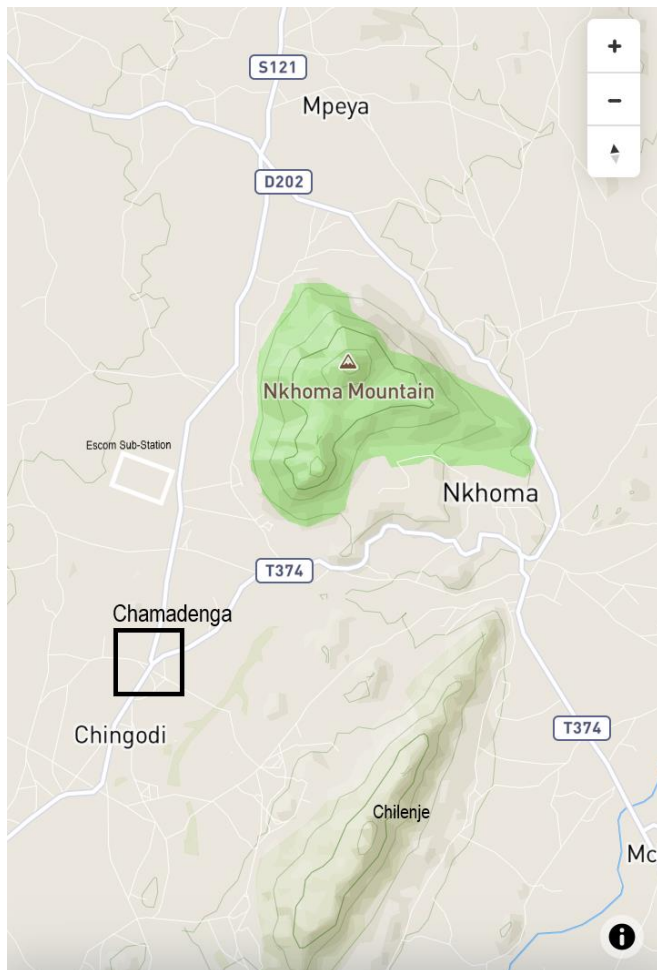 S121
Mpeya
D202
Nkhoma Mountain
Escom Sub-Station
Nkhoma
T374
Chamadenga
Chingodi
T374
Chilenje
Mc